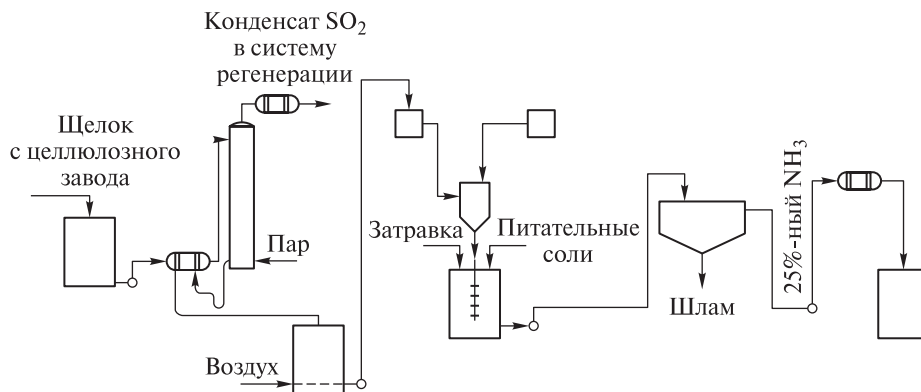 Конденсат SO2
в систему
регенерации
Щелок
с целлюлозного
завода
Пар
Воздух
Затравка
Питательные
соли
Шлам
25%-ный NH3